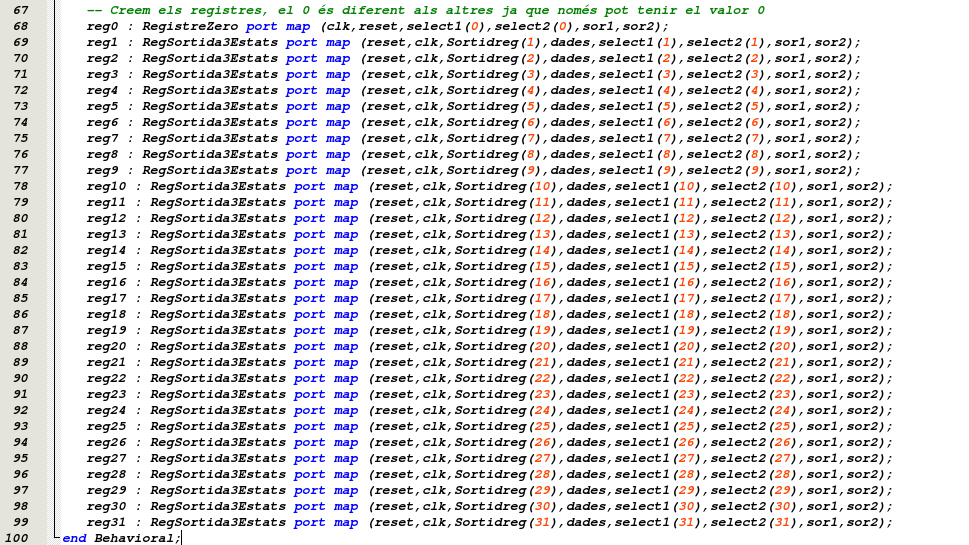 67 -- Creem els registres, el 0 és diferent als altres ja que només pot tenir el valor 0
68 reg0 : RegistreZero port map (clk,reset,select1(0),select2(0),sor1,sor2);
69 reg1 : RegSortida3Estats port map (reset,clk,Sortidreg(1),dades,select1(1),select2(1),sor1,sor2);
70 reg2 : RegSortida3Estats port map (reset,clk,Sortidreg(2),dades,select1(2),select2(2),sor1,sor2);
71 reg3 : RegSortida3Estats port map (reset,clk,Sortidreg(3),dades,select1(3),select2(3),sor1,sor2);
72 reg4 : RegSortida3Estats port map (reset,clk,Sortidreg(4),dades,select1(4),select2(4),sor1,sor2);
73 reg5 : RegSortida3Estats port map (reset,clk,Sortidreg(5),dades,select1(5),select2(5),sor1,sor2);
74 reg6 : RegSortida3Estats port map (reset,clk,Sortidreg(6),dades,select1(6),select2(6),sor1,sor2);
75 reg7 : RegSortida3Estats port map (reset,clk,Sortidreg(7),dades,select1(7),select2(7),sor1,sor2);
76 reg8 : RegSortida3Estats port map (reset,clk,Sortidreg(8),dades,select1(8),select2(8),sor1,sor2);
77 reg9 : RegSortida3Estats port map (reset,clk,Sortidreg(9),dades,select1(9),select2(9),sor1,sor2);
78 reg10 : RegSortida3Estats port map (reset,clk,Sortidreg(10),dades,select1(10),select2(10),sor1,sor2);
79 reg11 : RegSortida3Estats port map (reset,clk,Sortidreg(11),dades,select1(11),select2(11),sor1,sor2);
80 reg12 : RegSortida3Estats port map (reset,clk,Sortidreg(12),dades,select1(12),select2(12),sor1,sor2);
81 reg13 : RegSortida3Estats port map (reset,clk,Sortidreg(13),dades,select1(13),select2(13),sor1,sor2);
82 reg14 : RegSortida3Estats port map (reset,clk,Sortidreg(14),dades,select1(14),select2(14),sor1,sor2);
83 reg15 : RegSortida3Estats port map (reset,clk,Sortidreg(15),dades,select1(15),select2(15),sor1,sor2);
84 reg16 : RegSortida3Estats port map (reset,clk,Sortidreg(16),dades,select1(16),select2(16),sor1,sor2);
85 reg17 : RegSortida3Estats port map (reset,clk,Sortidreg(17),dades,select1(17),select2(17),sor1,sor2);
86 reg18 : RegSortida3Estats port map (reset,clk,Sortidreg(18),dades,select1(18),select2(18),sor1,sor2);
87 reg19 : RegSortida3Estats port map (reset,clk,Sortidreg(19),dades,select1(19),select2(19),sor1,sor2);
88 reg20 : RegSortida3Estats port map (reset,clk,Sortidreg(20),dades,select1(20),select2(20),sor1,sor2);
89 reg21 : RegSortida3Estats port map (reset,clk,Sortidreg(21),dades,select1(21),select2(21),sor1,sor2);
90 reg22 : RegSortida3Estats port map (reset,clk,Sortidreg(22),dades,select1(22),select2(22),sor1,sor2);
91 reg23 : RegSortida3Estats port map (reset,clk,Sortidreg(23),dades,select1(23),select2(23),sor1,sor2);
92 reg24 : RegSortida3Estats port map (reset,clk,Sortidreg(24),dades,select1(24),select2(24),sor1,sor2);
93 reg25 : RegSortida3Estats port map (reset,clk,Sortidreg(25),dades,select1(25),select2(25),sor1,sor2);
94 reg26 : RegSortida3Estats port map (reset,clk,Sortidreg(26),dades,select1(26),select2(26),sor1,sor2);
95 reg27 : RegSortida3Estats port map (reset,clk,Sortidreg(27),dades,select1(27),select2(27),sor1,sor2);
96 reg28 : RegSortida3Estats port map (reset,clk,Sortidreg(28),dades,select1(28),select2(28),sor1,sor2);
97 reg29 : RegSortida3Estats port map (reset,clk,Sortidreg(29),dades,select1(29),select2(29),sor1,sor2);
98 reg30 : RegSortida3Estats port map (reset,clk,Sortidreg(30),dades,select1(30),select2(30),sor1,sor2);
99 reg31 : RegSortida3Estats port map (reset,clk,Sortidreg(31),dades,select1(31),select2(31),sor1,sor2);
100 end Behavioral;